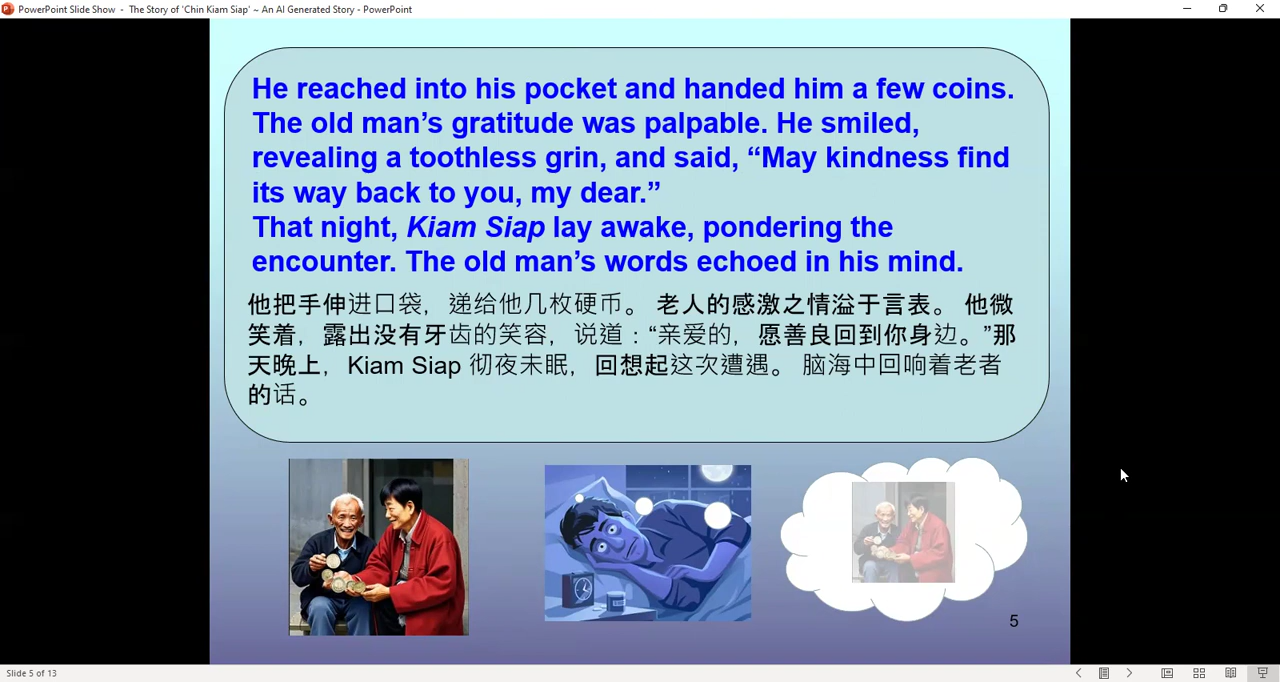 PowerPoint Slide Show - The Story of 'Chin Kiam Siap' ~ An AI Generated Story - PowerPoint
He reached into his pocket and handed him a few coins.
The old man’s gratitude was palpable. He smiled,
revealing a toothless grin, and said, “May kindness find
its way back to you, my dear.”
That night, Kiam Siap lay awake, pondering the
encounter. The old man’s words echoed in his mind.
他把手伸进口袋，递给他几枚硬币。 老人的感激之情溢于言表。 他微
笑着，露出没有牙齿的笑容，说道：“亲爱的，愿善良回到你身边。”那
天晚上，Kiam Siap 彻夜未眠，回想起这次遭遇。 脑海中回响着老者
的话。
5
Slide 5 of 13